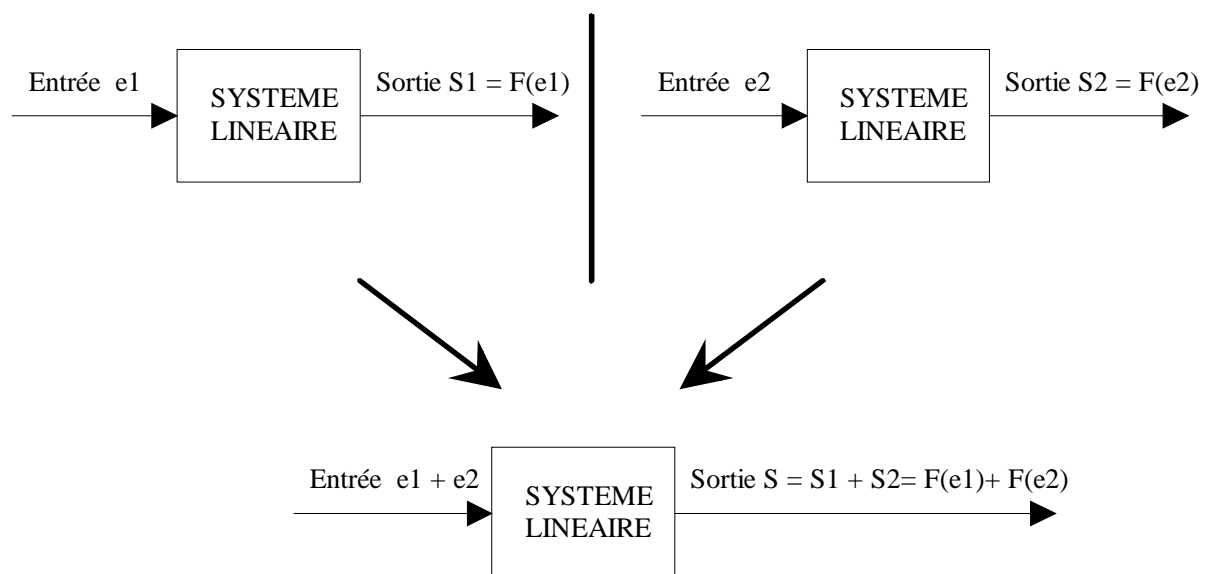 Entrée e1
SYSTEME
LINEAIRE
Sortie S1 = F(e1)
Entrée e2
SYSTEME
LINEAIRE
Sortie S2 = F(e2)
Entrée e1 + e2
SYSTEME
LINEAIRE
Sortie S = S1 + S2= F(e1)+ F(e2)